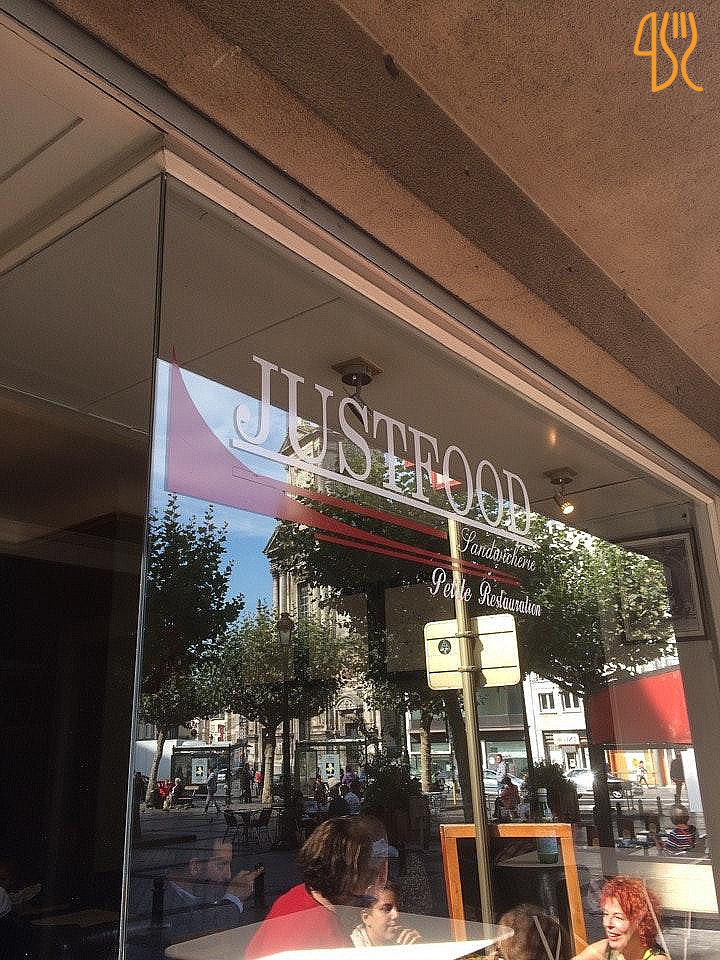 JUSTFOOD
Sandwicherie
Petite Restauration